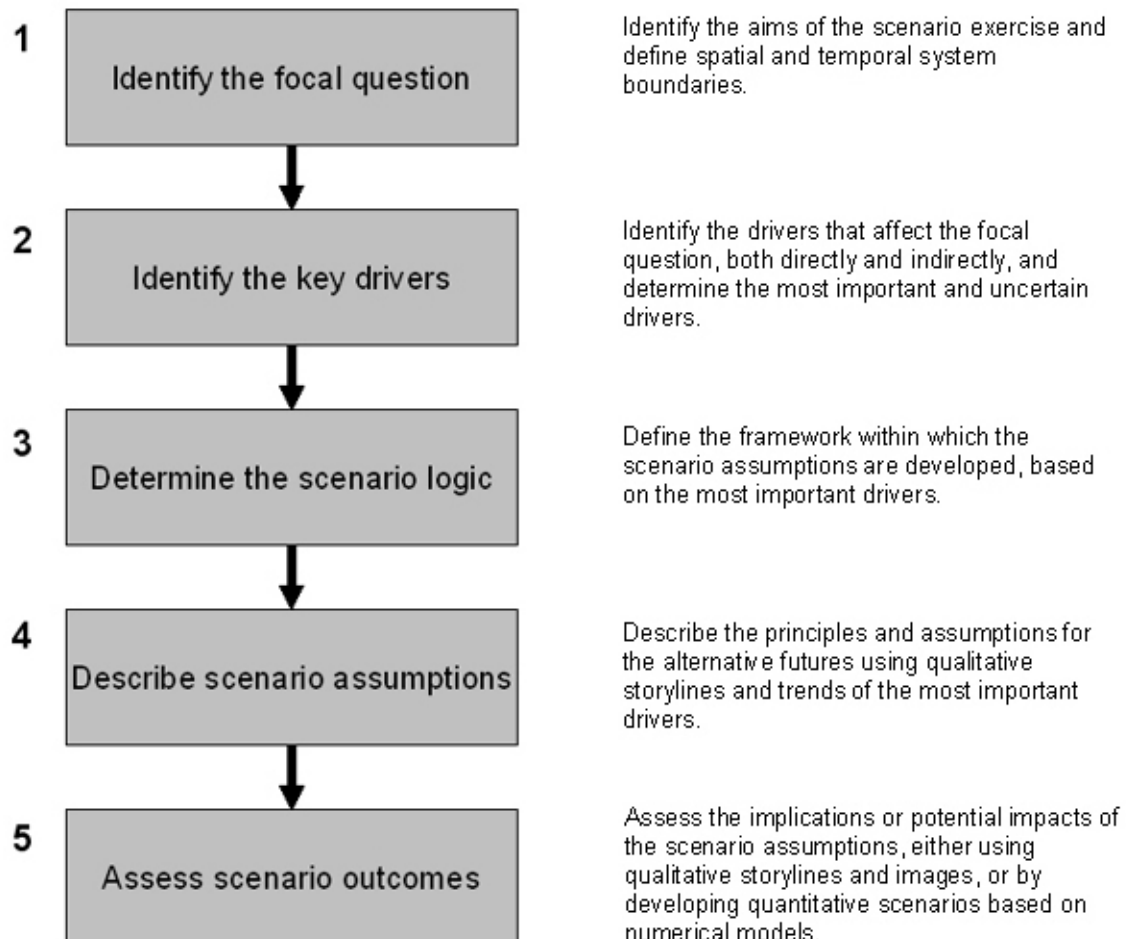 1
Identify the focal question
Identify the aims of the scenario exercise and
define spatial and temporal system
boundaries.
2
Identify the key drivers
Identify the drivers that affect the focal
question, both directly and indirectly, and
determine the most important and uncertain
drivers.
3
Determine the scenario logic
Define the framework within which the
scenario assumptions are developed, based
on the most important drivers.
4
Describe scenario assumptions
Describe the principles and assumptions for
the alternative futures using qualitative
storylines and trends of the most important
drivers.
5
Assess scenario outcomes
Assess the implications or potential impacts of
the scenario assumptions, either using
qualitative storylines and images, or by
developing quantitative scenarios based on
numerical models